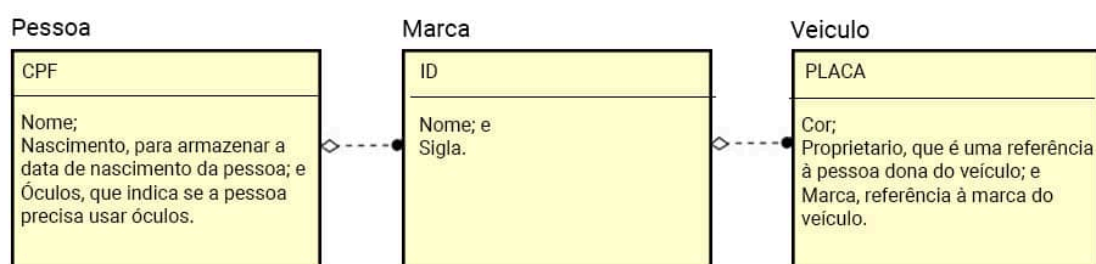 Pessoa
CPF
Nome;
Nascimento, para armazenar a
data de nascimento da pessoa; e
Óculos, que indica se a pessoa
precisa usar óculos.
Marca
ID
Nome; e
Sigla.
Veiculo
PLACA
Cor;
Proprietario, que é uma referência
à pessoa dona do veículo; e
Marca, referência à marca do
veículo.